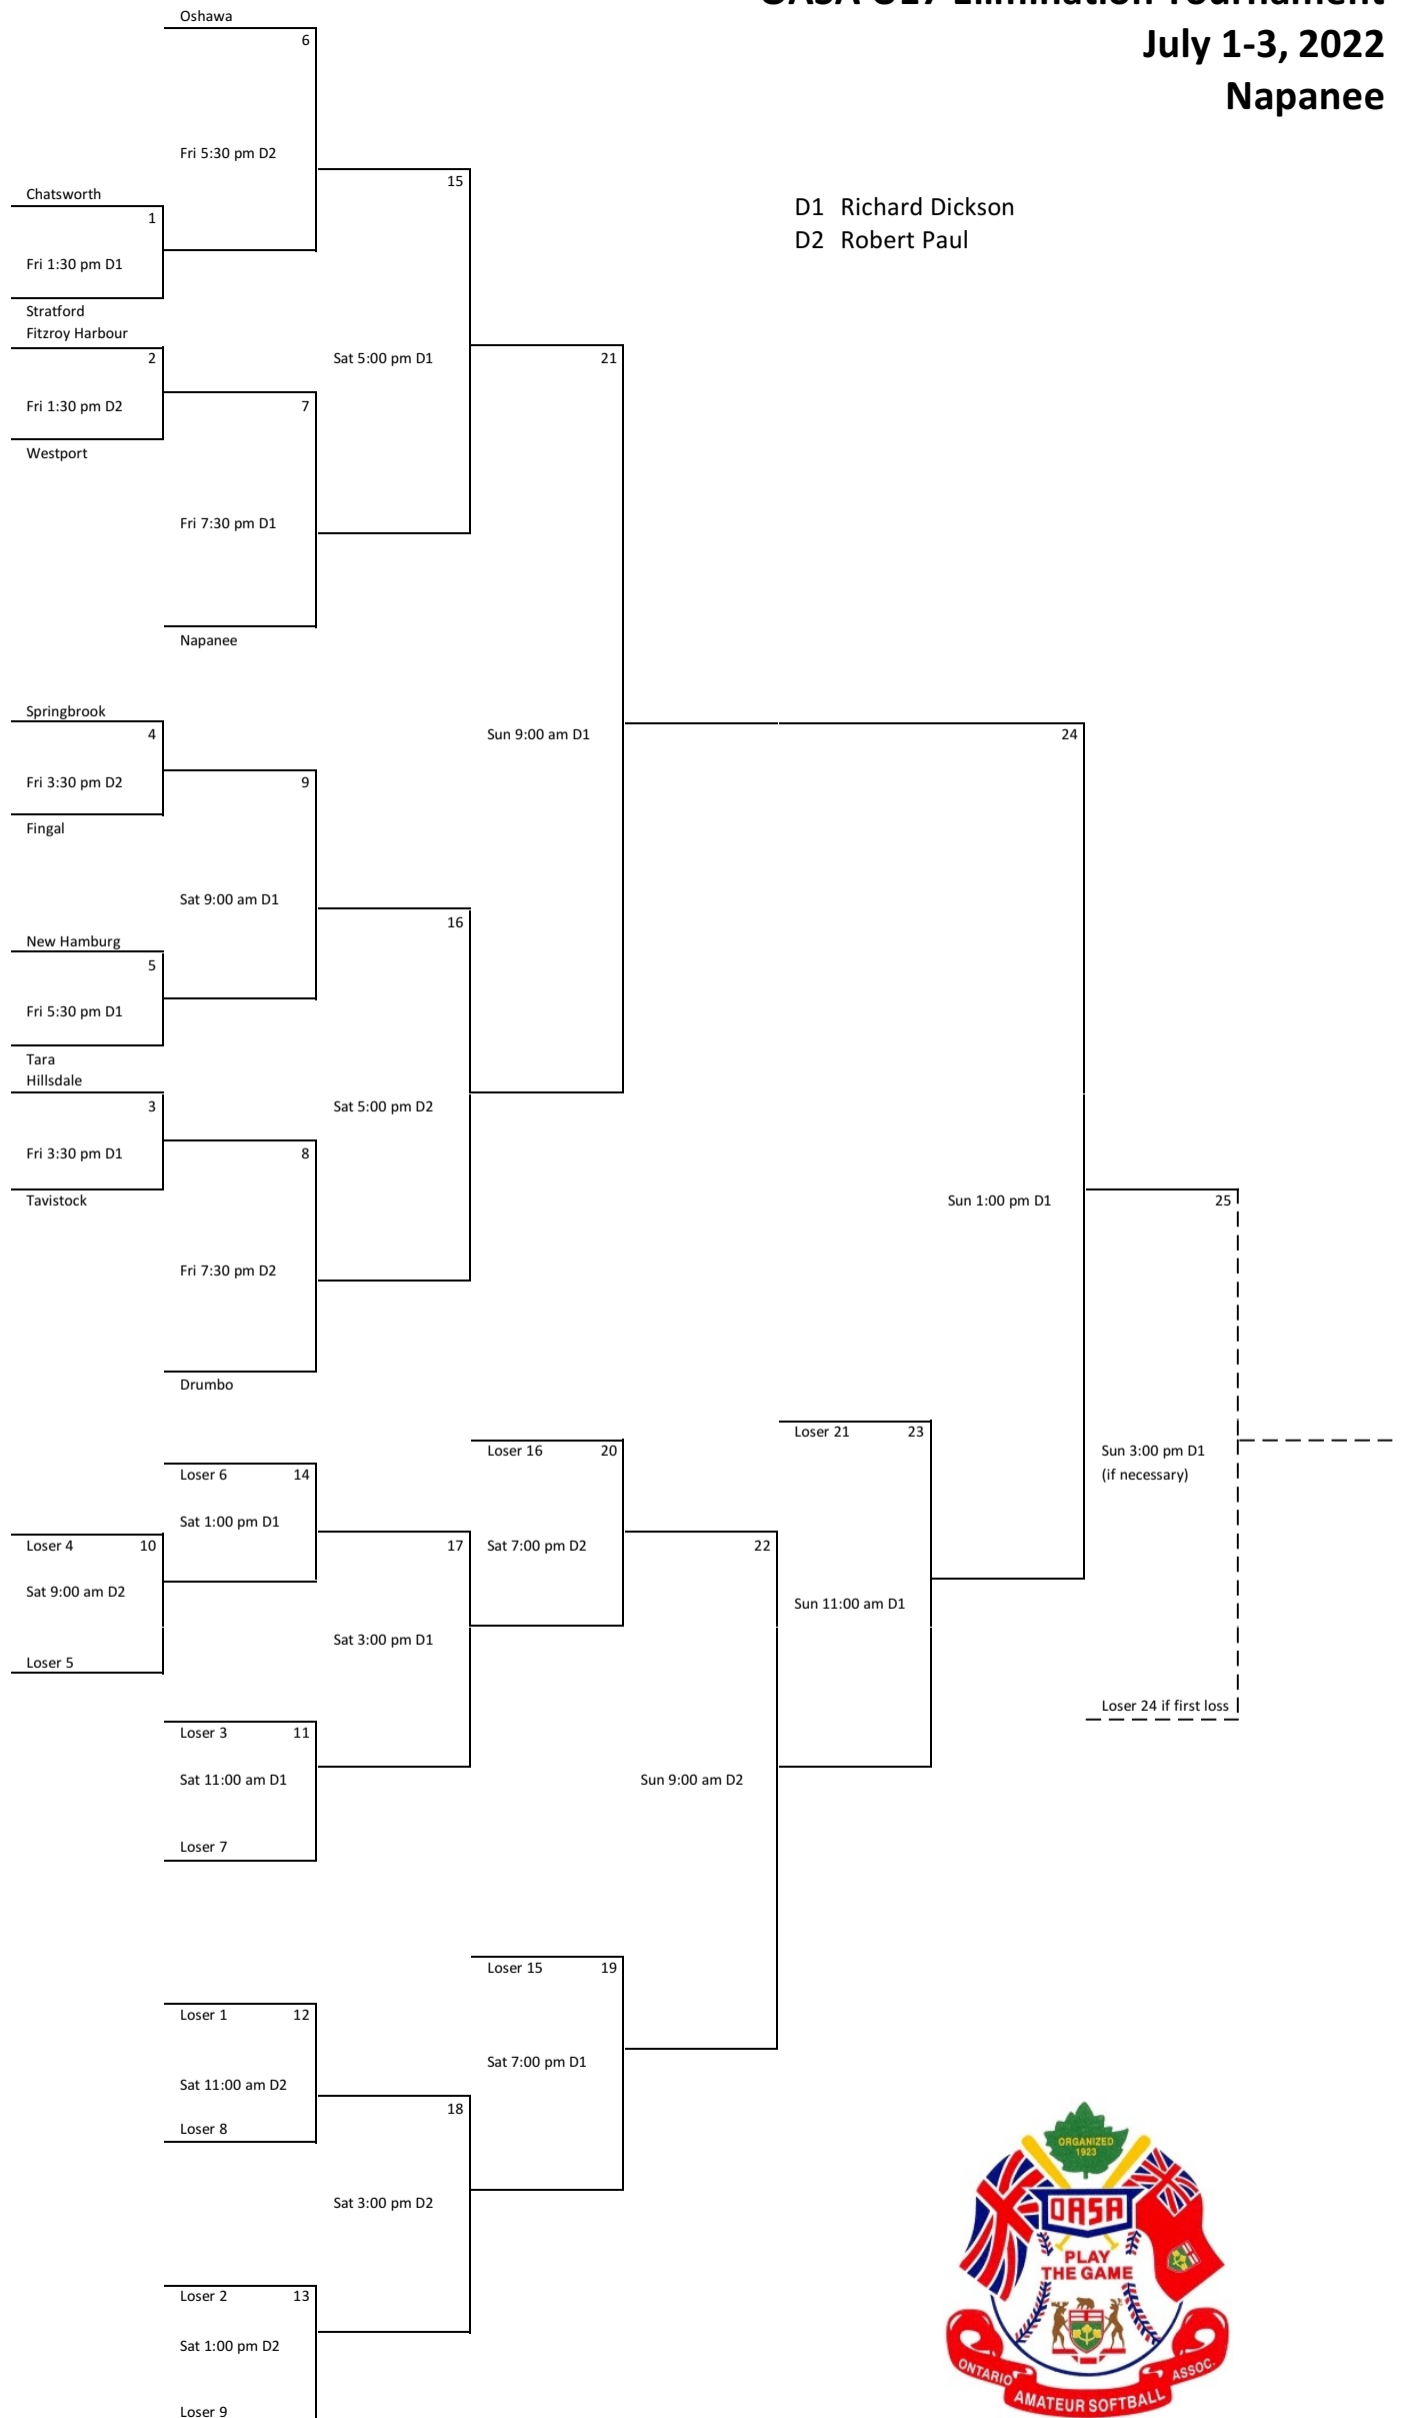 OASA U17 Elimination Tournament
July 1-3, 2022
Napanee
D1 Richard Dickson
D2 Robert Paul
Oshawa
6
Fri 5:30 pm D2
15
Chatsworth
1
Fri 1:30 pm D1
Stratford
Fitzroy Harbour
2
Sat 5:00 pm D1
21
Fri 1:30 pm D2
7
Westport
Fri 7:30 pm D1
Napanee
Springbrook
4
Sun 9:00 am D1
24
Fri 3:30 pm D2
9
Fingal
Sat 9:00 am D1
16
New Hamburg
5
Fri 5:30 pm D1
Tara
Hillsdale
3
Sat 5:00 pm D2
Fri 3:30 pm D1
8
Tavistock
Sun 1:00 pm D1
25
Fri 7:30 pm D2
Drumbo
Loser 21 23
Loser 16 20
Sun 3:00 pm D1
(if necessary)
Loser 6 14
Sat 1:00 pm D1
Loser 4 10
17
Sat 7:00 pm D2
22
Sat 9:00 am D2
Sun 11:00 am D1
Sat 3:00 pm D1
Loser 5
Loser 24 if first loss
Loser 3 11
Sat 11:00 am D1
Sun 9:00 am D2
Loser 7
Loser 15 19
Loser 1 12
Sat 7:00 pm D1
Sat 11:00 am D2
18
Loser 8
Sat 3:00 pm D2
Loser 2 13
Sat 1:00 pm D2
Loser 9
ORGANIZED
1923
OASA
PLAY
THE GAME
ONTARIO
AMATEUR SOFTBALL
ASSOC.